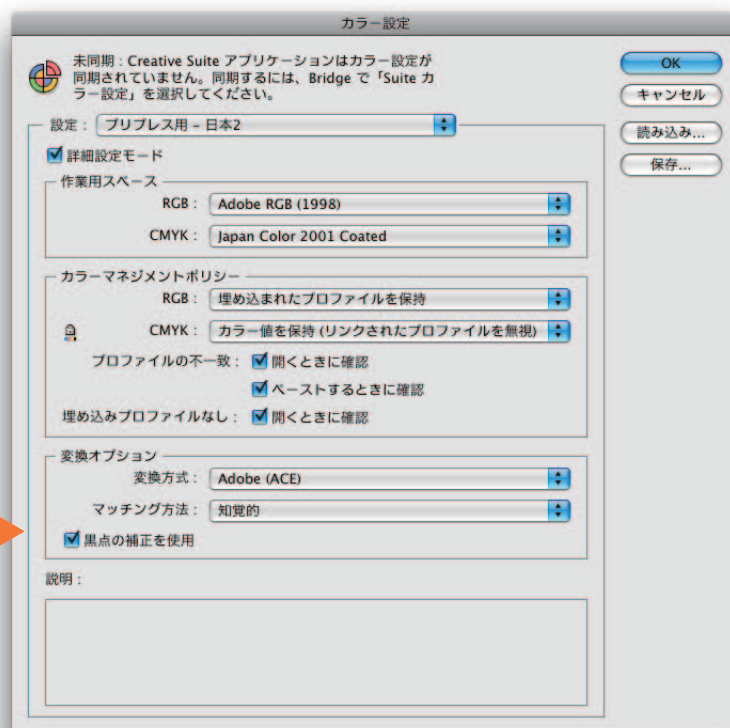 カラー設定
未同期 : Creative Suite アプリケーションはカラー設定が
同期されていません。同期するには、Bridge で「Suite カ
ラー設定」を選択してください。
OK
キャンセル
読み込み...
保存...
設定 : プリプレス用 – 日本2
詳細設定モード
作業用スペース
RGB : Adobe RGB (1998)
CMYK : Japan Color 2001 Coated
カラーマネジメントポリシー
RGB : 埋め込まれたプロファイルを保持
CMYK : カラー値を保持 (リンクされたプロファイルを無視)
プロファイルの不一致 : 開くときに確認
ペーストするときに確認
埋め込みプロファイルなし : 開くときに確認
変換オプション
変換方式 : Adobe (ACE)
マッチング方法 : 知覚的
黒点の補正を使用
説明 :